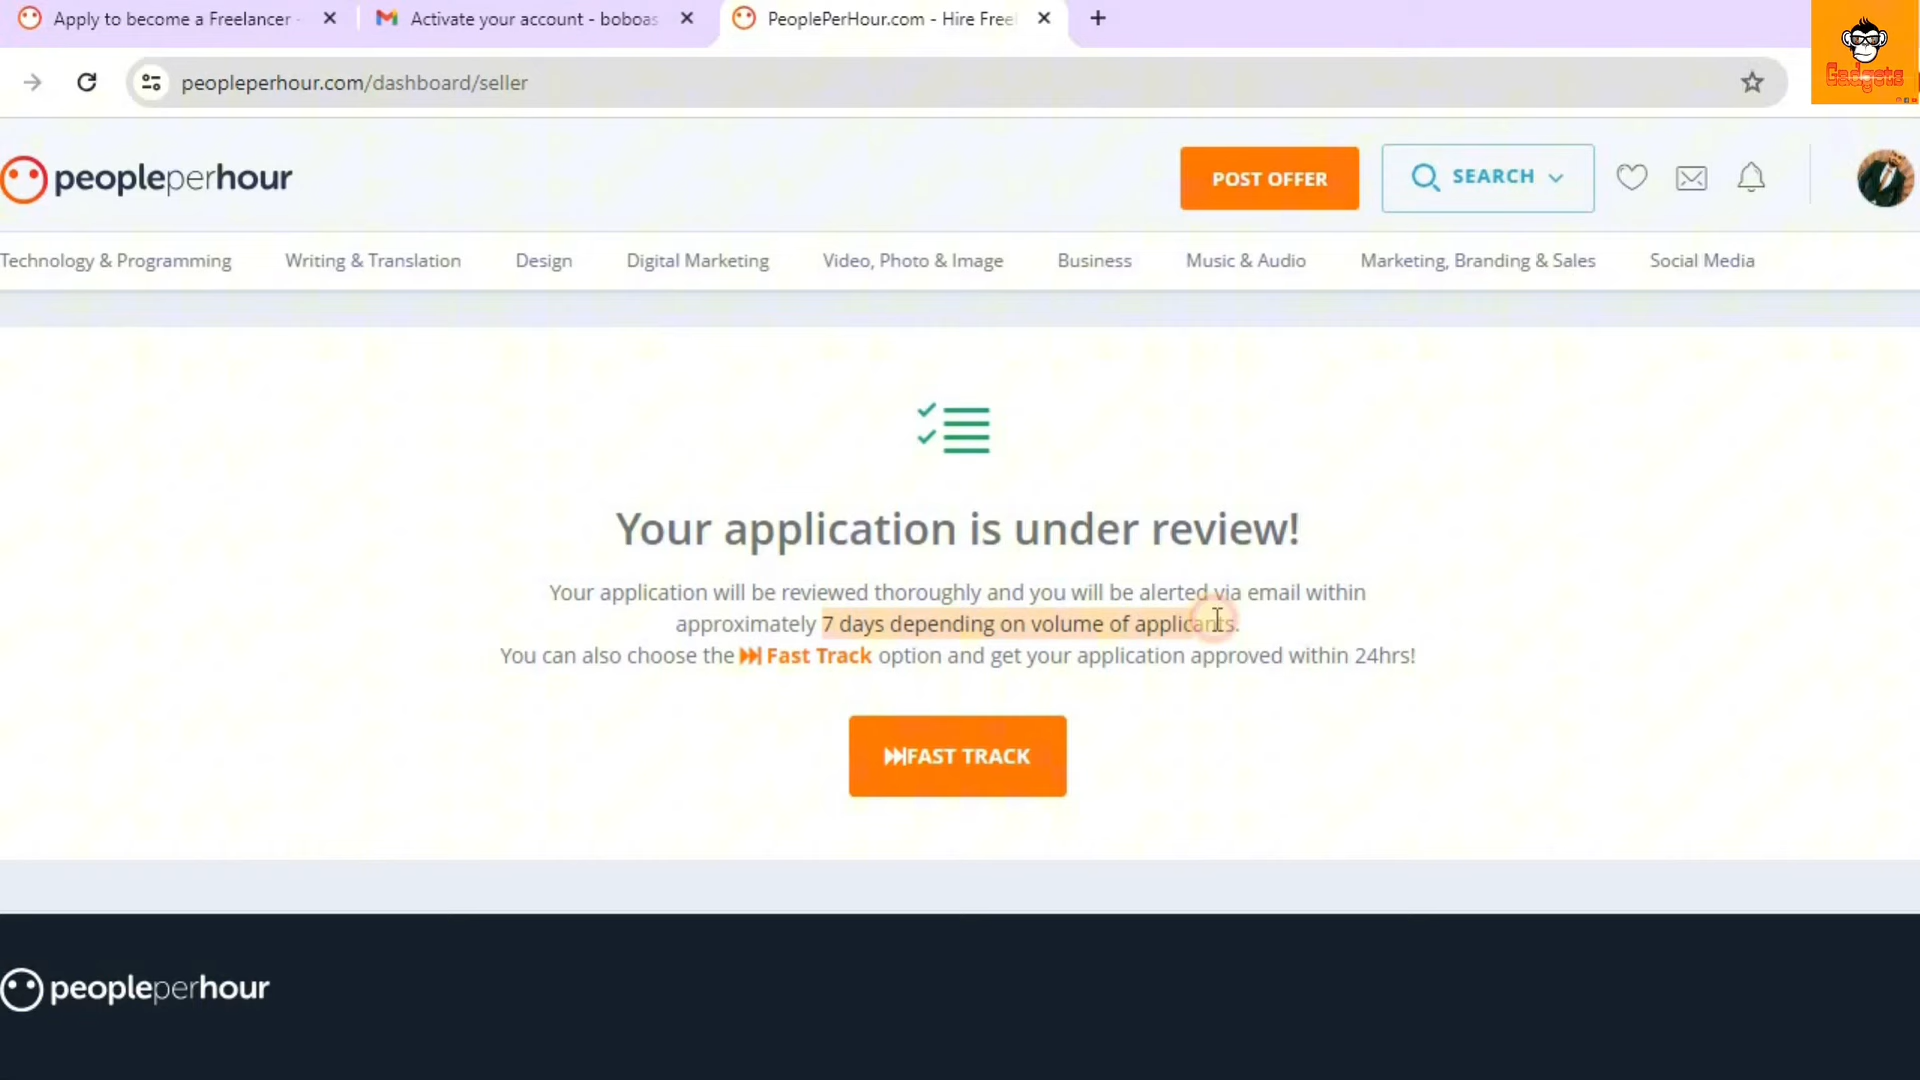 Apply to become a Freelancer -
Activate your account - boboas
PeoplePerHour.com - Hire Free
peopleperhour.com/dashboard/seller
Gadgets
peopleperhour
POST OFFER
SEARCH
Technology & Programming
Writing & Translation
Design
Digital Marketing
Video, Photo & Image
Business
Music & Audio
Marketing, Branding & Sales
Social Media
Your application is under review!
Your application will be reviewed thoroughly and you will be alerted via email within
approximately 7 days depending on volume of applicants.
You can also choose the Fast Track option and get your application approved within 24hrs!
FAST TRACK
peopleperhour